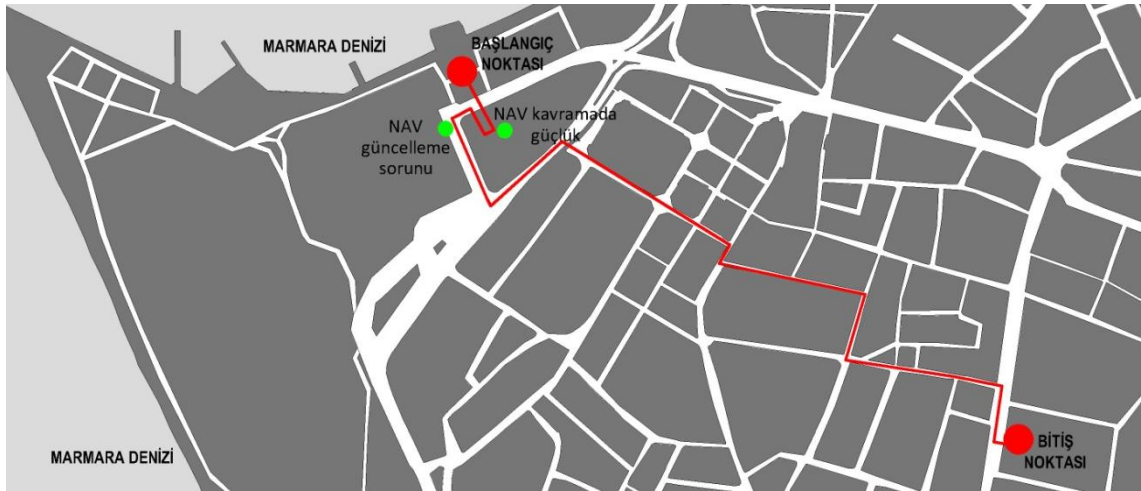 MARMARA DENİZİ
BAŞLANGIÇ
NOKTASI
NAV kavramada
güçlük
NAV
güncelleme
sorunu
BİTİŞ
NOKTASI
MARMARA DENİZİ